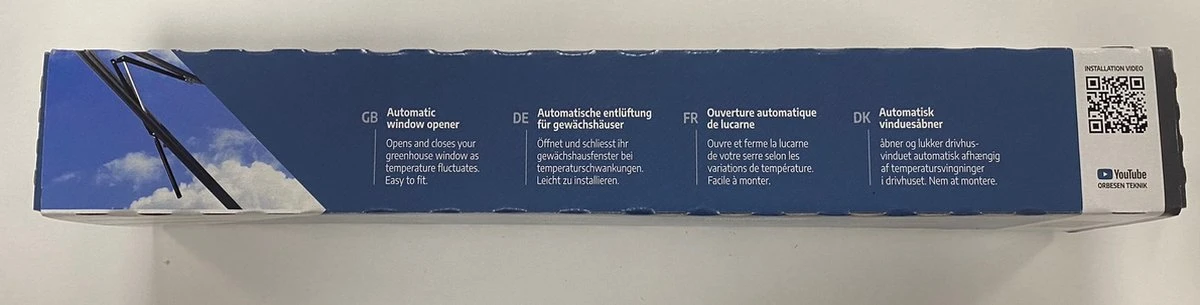 GB
Automatic
window opener
Opens and closes your
greenhouse window as
temperature fluctuates.
Easy to fit.
DE
Automatische entlüftung
für gewächshäuser
Öffnet und schliesst ihr
gewächshausfenster bei
temperaturschwankungen.
Leicht zu installieren.
FR
Ouverture automatique
de lucarne
Ouvre et ferme la lucarne
de votre serre selon les
variations de température.
Facile à monter.
DK
Automatisk
vinduesåbner
åbner og lukker drivhus-
vinduet automatisk afhængig
af temperatursvingninger
i drivhuset. Nem at montere.
INSTALLATION VIDEO
YouTube
ORBESEN TEKNIK